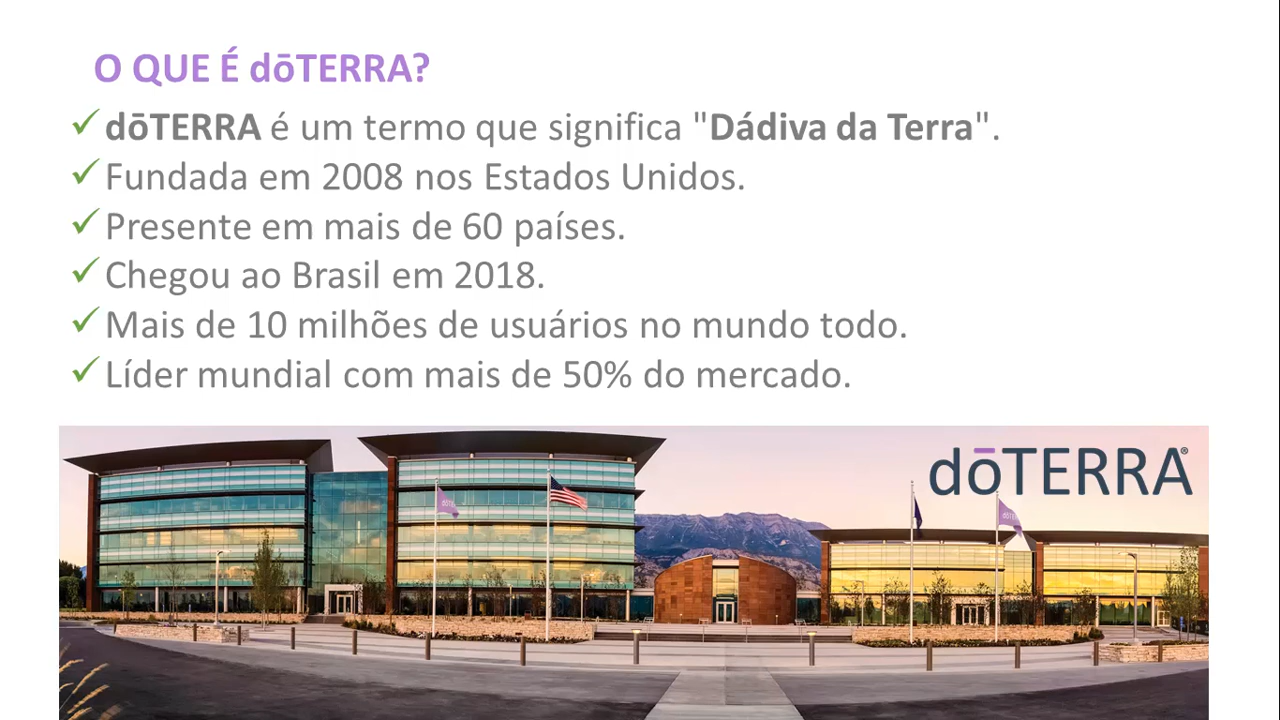 O QUE É dōTERRA?
dōTERRA é um termo que significa "Dádiva da Terra".
Fundada em 2008 nos Estados Unidos.
Presente em mais de 60 países.
Chegou ao Brasil em 2018.
Mais de 10 milhões de usuários no mundo todo.
Líder mundial com mais de 50% do mercado.
dōTERRA®